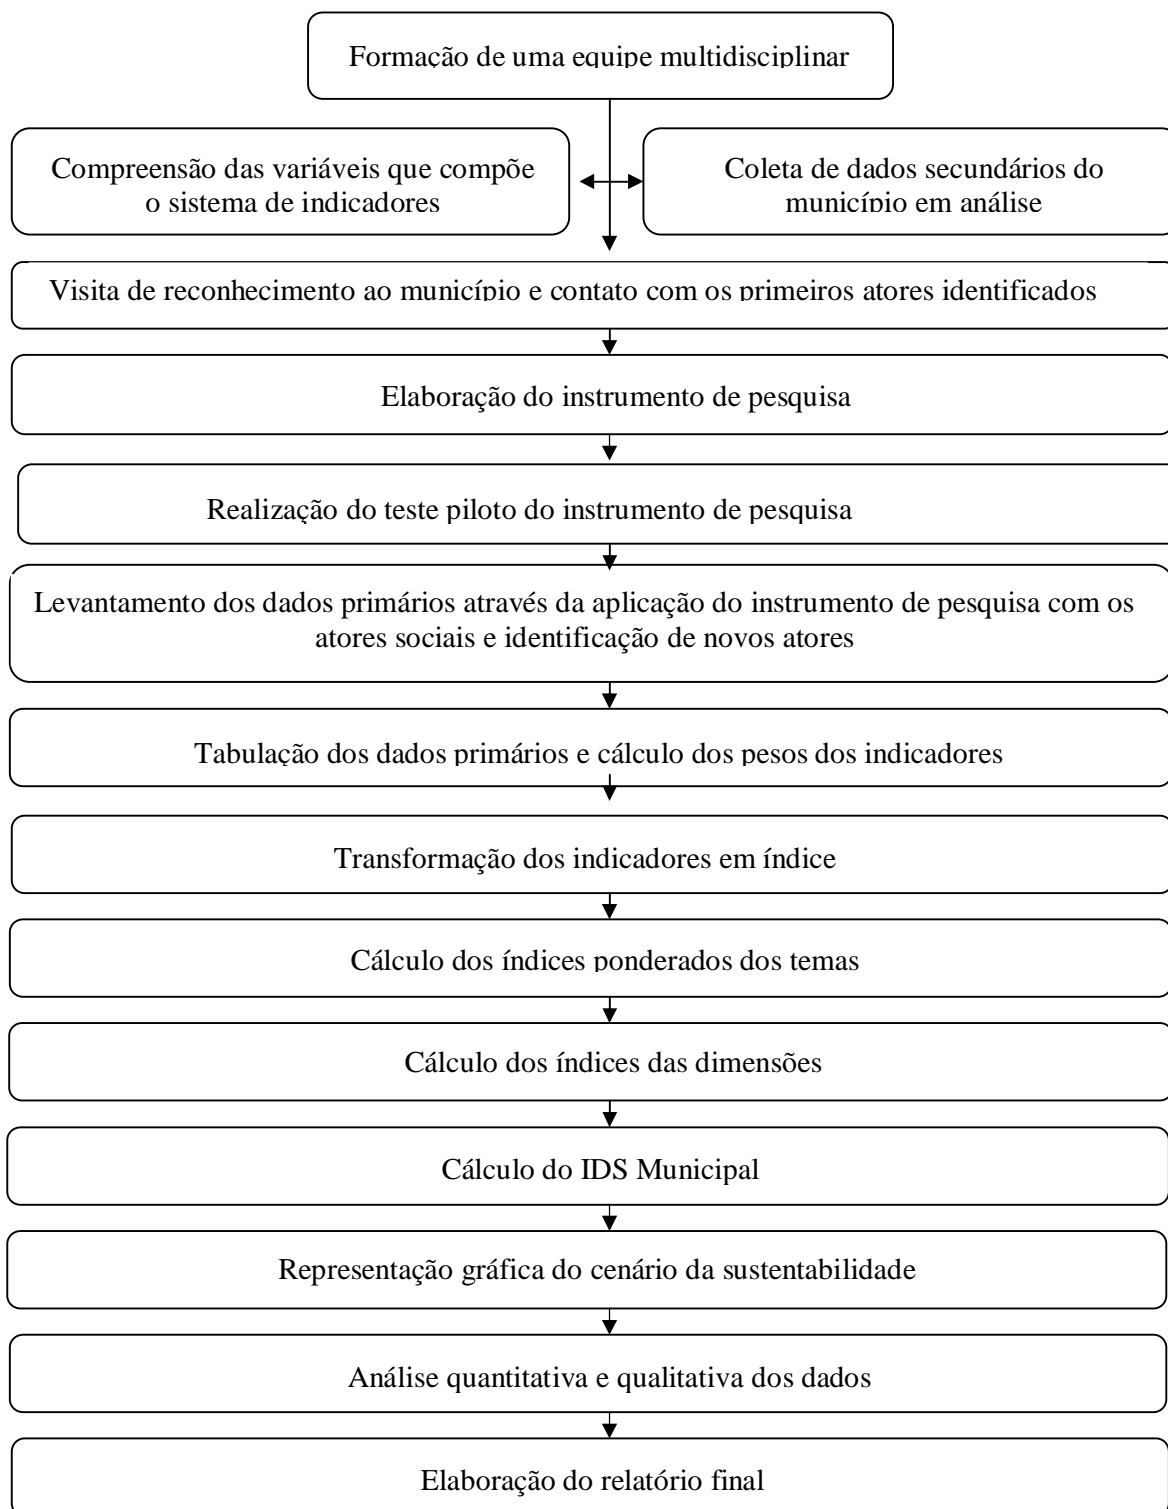 Formação de uma equipe multidisciplinar
Compreensão das variáveis que compõe
o sistema de indicadores
Coleta de dados secundários do
município em análise
Visita de reconhecimento ao município e contato com os primeiros atores identificados
Elaboração do instrumento de pesquisa
Realização do teste piloto do instrumento de pesquisa
Levantamento dos dados primários através da aplicação do instrumento de pesquisa com os
atores sociais e identificação de novos atores
Tabulação dos dados primários e cálculo dos pesos dos indicadores
Transformação dos indicadores em índice
Cálculo dos índices ponderados dos temas
Cálculo dos índices das dimensões
Cálculo do IDS Municipal
Representação gráfica do cenário da sustentabilidade
Análise quantitativa e qualitativa dos dados
Elaboração do relatório final